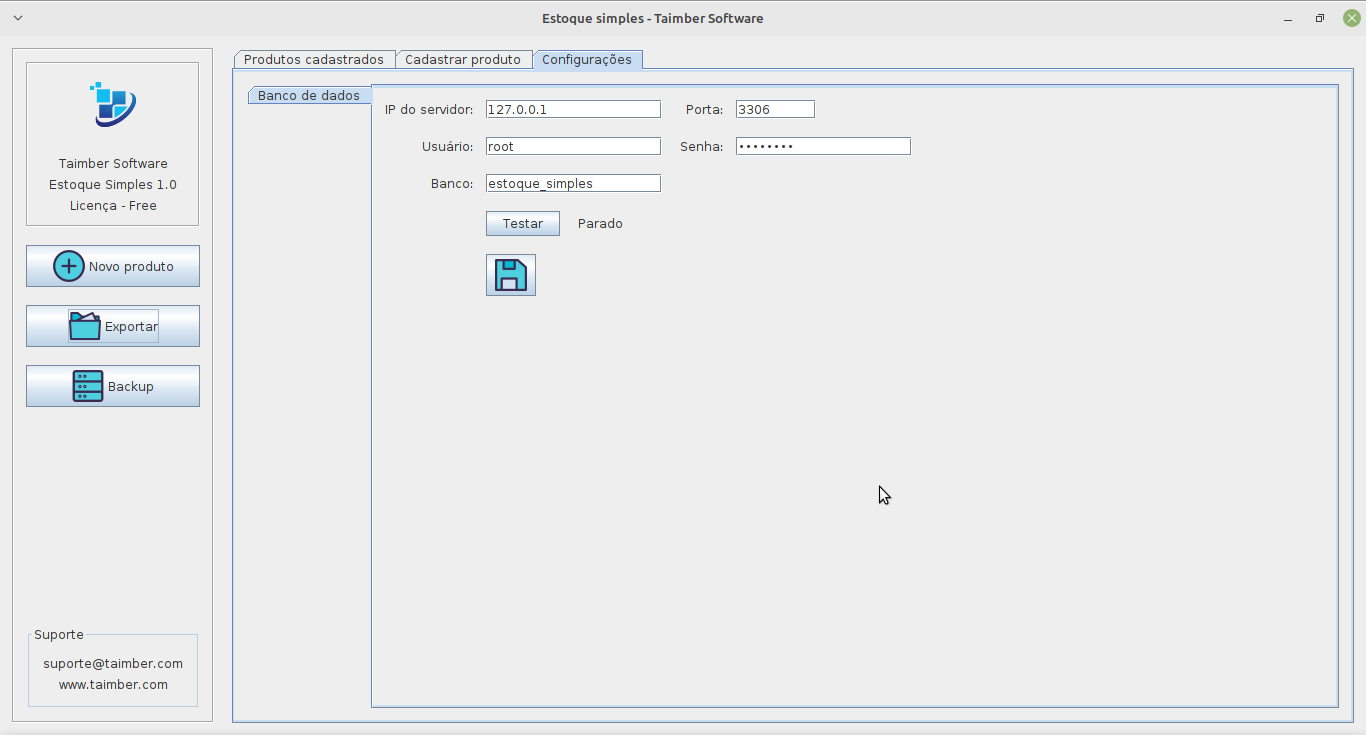 Estoque simples - Taimber Software
Taimber Software
Estoque Simples 1.0
Licença - Free
Novo produto
Exportar
Backup
Suporte
suporte@taimber.com
www.taimber.com
Produtos cadastrados Cadastrar produto Configurações
Banco de dados
IP do servidor: 127.0.0.1 Porta: 3306
Usuário: root Senha: ••••••••
Banco: estoque_simples
Testar Parado